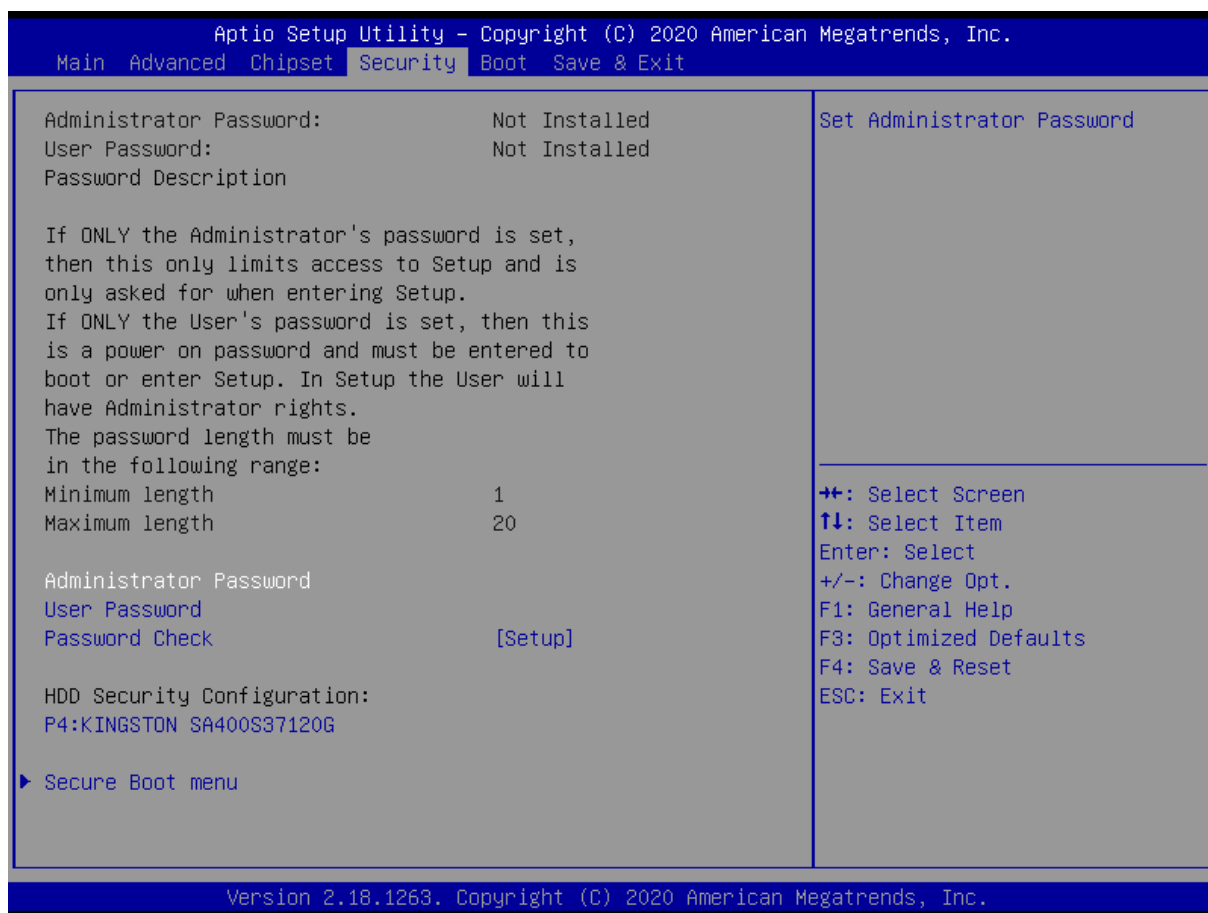 Aptio Setup Utility – Copyright (C) 2020 American Megatrends, Inc.
Main Advanced Chipset Security Boot Save & Exit
Administrator Password: Not Installed
User Password: Not Installed
Password Description
If ONLY the Administrator's password is set,
then this only limits access to Setup and is
only asked for when entering Setup.
If ONLY the User's password is set, then this
is a power on password and must be entered to
boot or enter Setup. In Setup the User will
have Administrator rights.
The password length must be
in the following range:
Minimum length 1
Maximum length 20
Administrator Password
User Password
Password Check [Setup]
HDD Security Configuration:
P4:KINGSTON SA400S37120G
Secure Boot menu
Set Administrator Password
→←: Select Screen
↑↓: Select Item
Enter: Select
+/-: Change Opt.
F1: General Help
F3: Optimized Defaults
F4: Save & Reset
ESC: Exit
Version 2.18.1263. Copyright (C) 2020 American Megatrends, Inc.